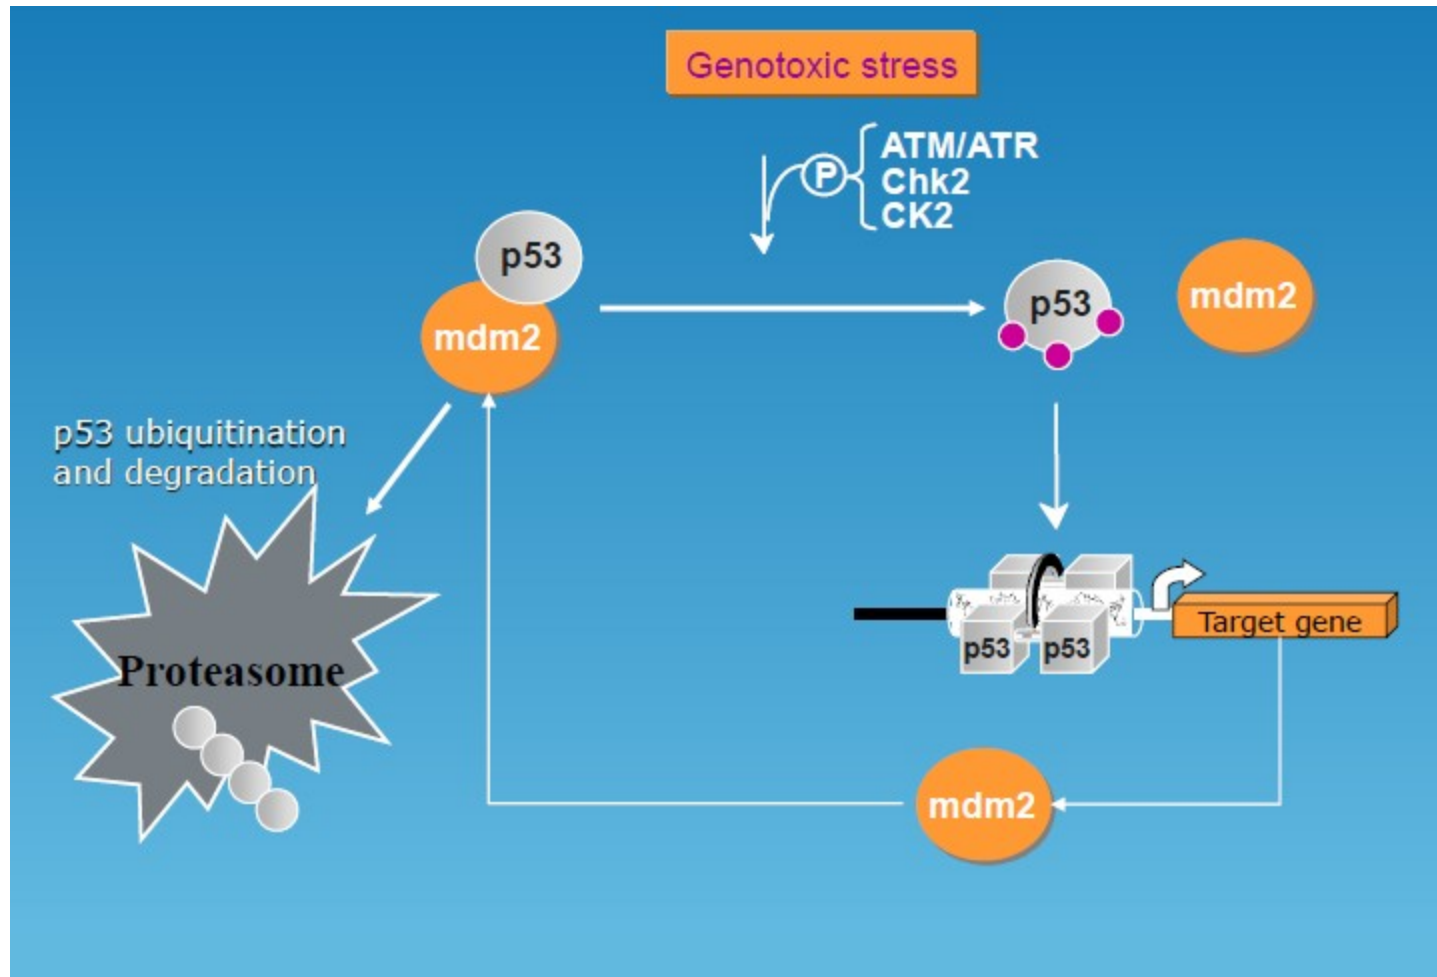 Genotoxic stress
P
ATM/ATR
Chk2
CK2
p53
mdm2
p53
mdm2
p53 ubiquitination
and degradation
Proteasome
p53
p53
Target gene
mdm2